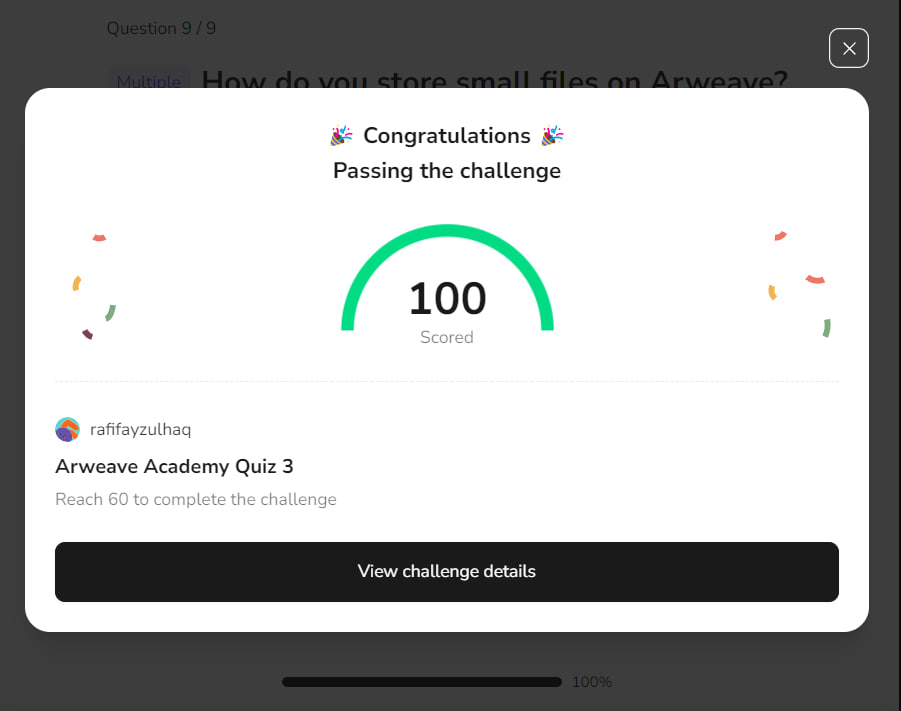 Question 9 / 9
Multiple How do you store small files on Arweave?
Congratulations
Passing the challenge
100
Scored
rafifayzulhaq
Arweave Academy Quiz 3
Reach 60 to complete the challenge
View challenge details
100%